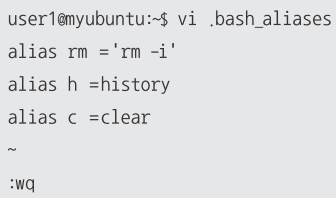 user1@myubuntu:~$ vi .bash_aliases
alias rm ='rm -i'
alias h =history
alias c =clear
~
:wq